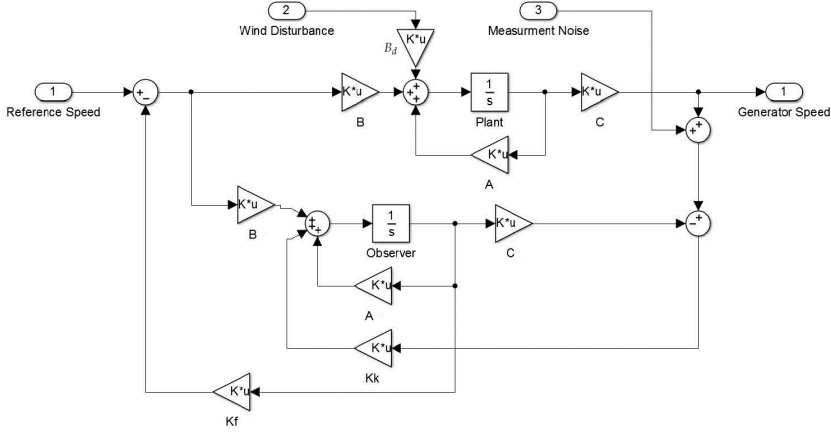 2
Wind Disturbance
3
Measurment Noise
K*u
B_d
1
Reference Speed
+
-
K*u
B
+
+
+
1
s
Plant
K*u
C
1
Generator Speed
K*u
A
+
+
K*u
B
+
+
+
1
s
Observer
K*u
C
-
+
K*u
A
K*u
Kk
K*u
Kf